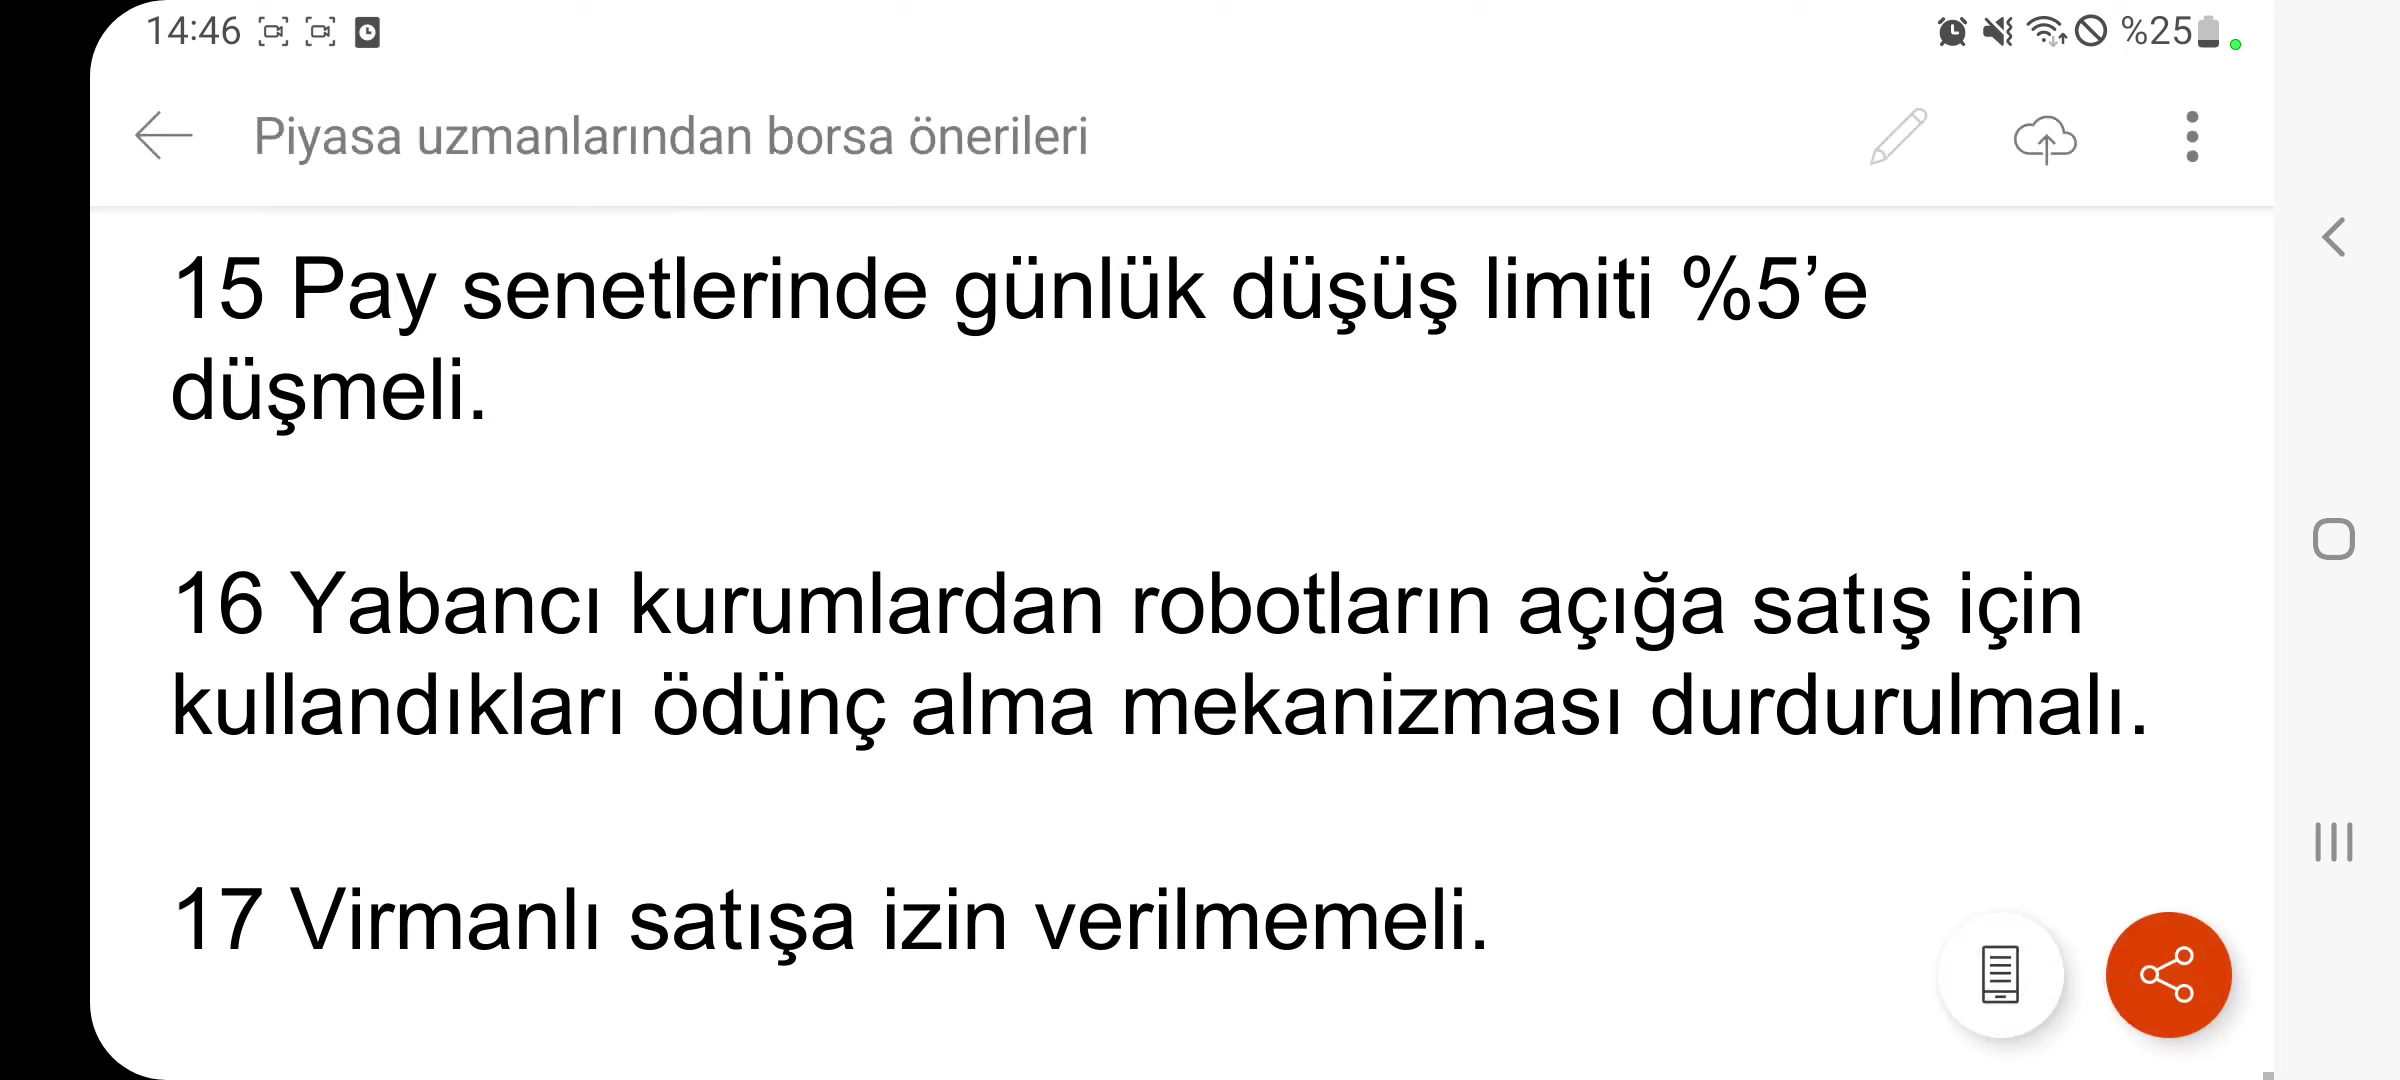 14:46 %25
Piyasa uzmanlarından borsa önerileri
15 Pay senetlerinde günlük düşüş limiti %5’e
düşmeli.
16 Yabancı kurumlardan robotların açığa satış için
kullandıkları ödünç alma mekanizması durdurulmalı.
17 Virmanlı satışa izin verilmemeli.